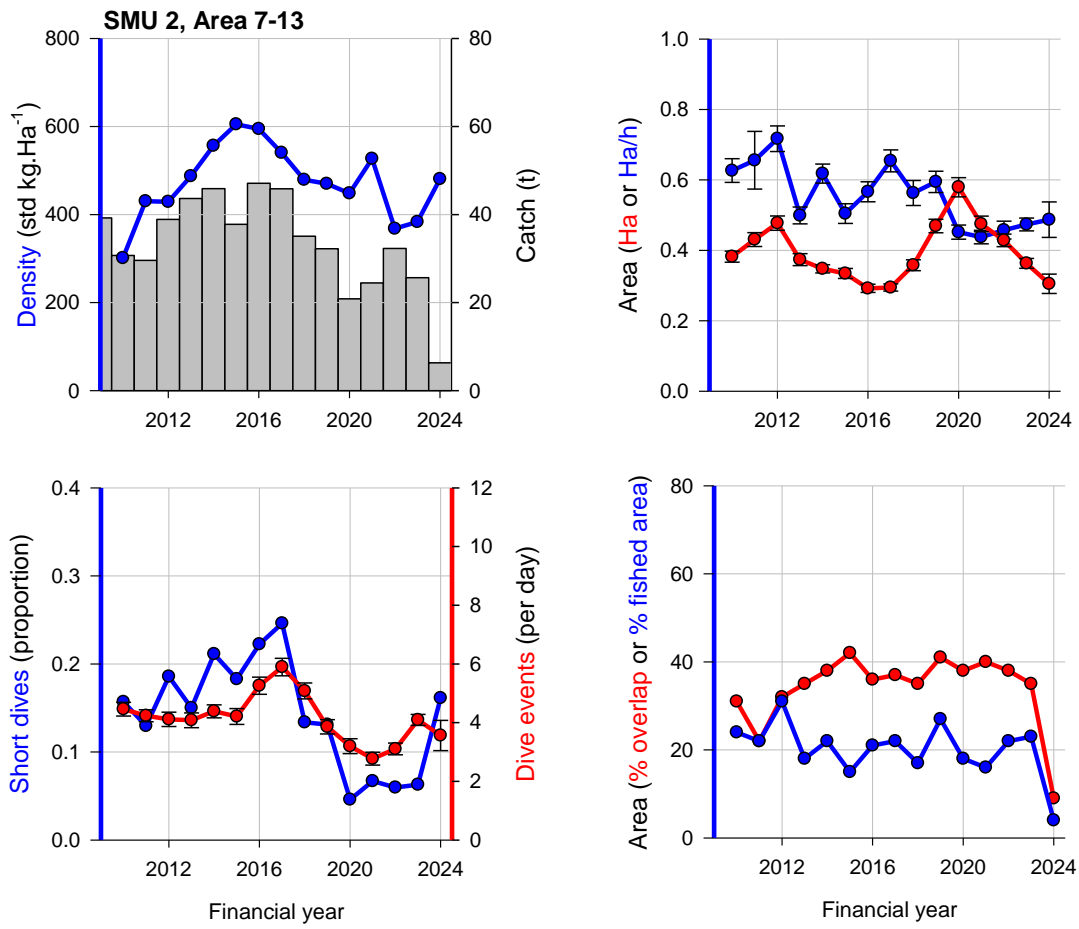 SMU 2, Area 7-13
800
600
400
200
0
Density (std kg.Ha⁻¹)
80
60
40
20
0
Catch (t)
2012 2016 2020 2024
1.0
0.8
0.6
0.4
0.2
0.0
Area (Ha or Ha/h)
2012 2016 2020 2024
0.4
0.3
0.2
0.1
0.0
Short dives (proportion)
12
10
8
6
4
2
0
Dive events (per day)
2012 2016 2020 2024
Financial year
80
60
40
20
0
Area (% overlap or % fished area)
2012 2016 2020 2024
Financial year